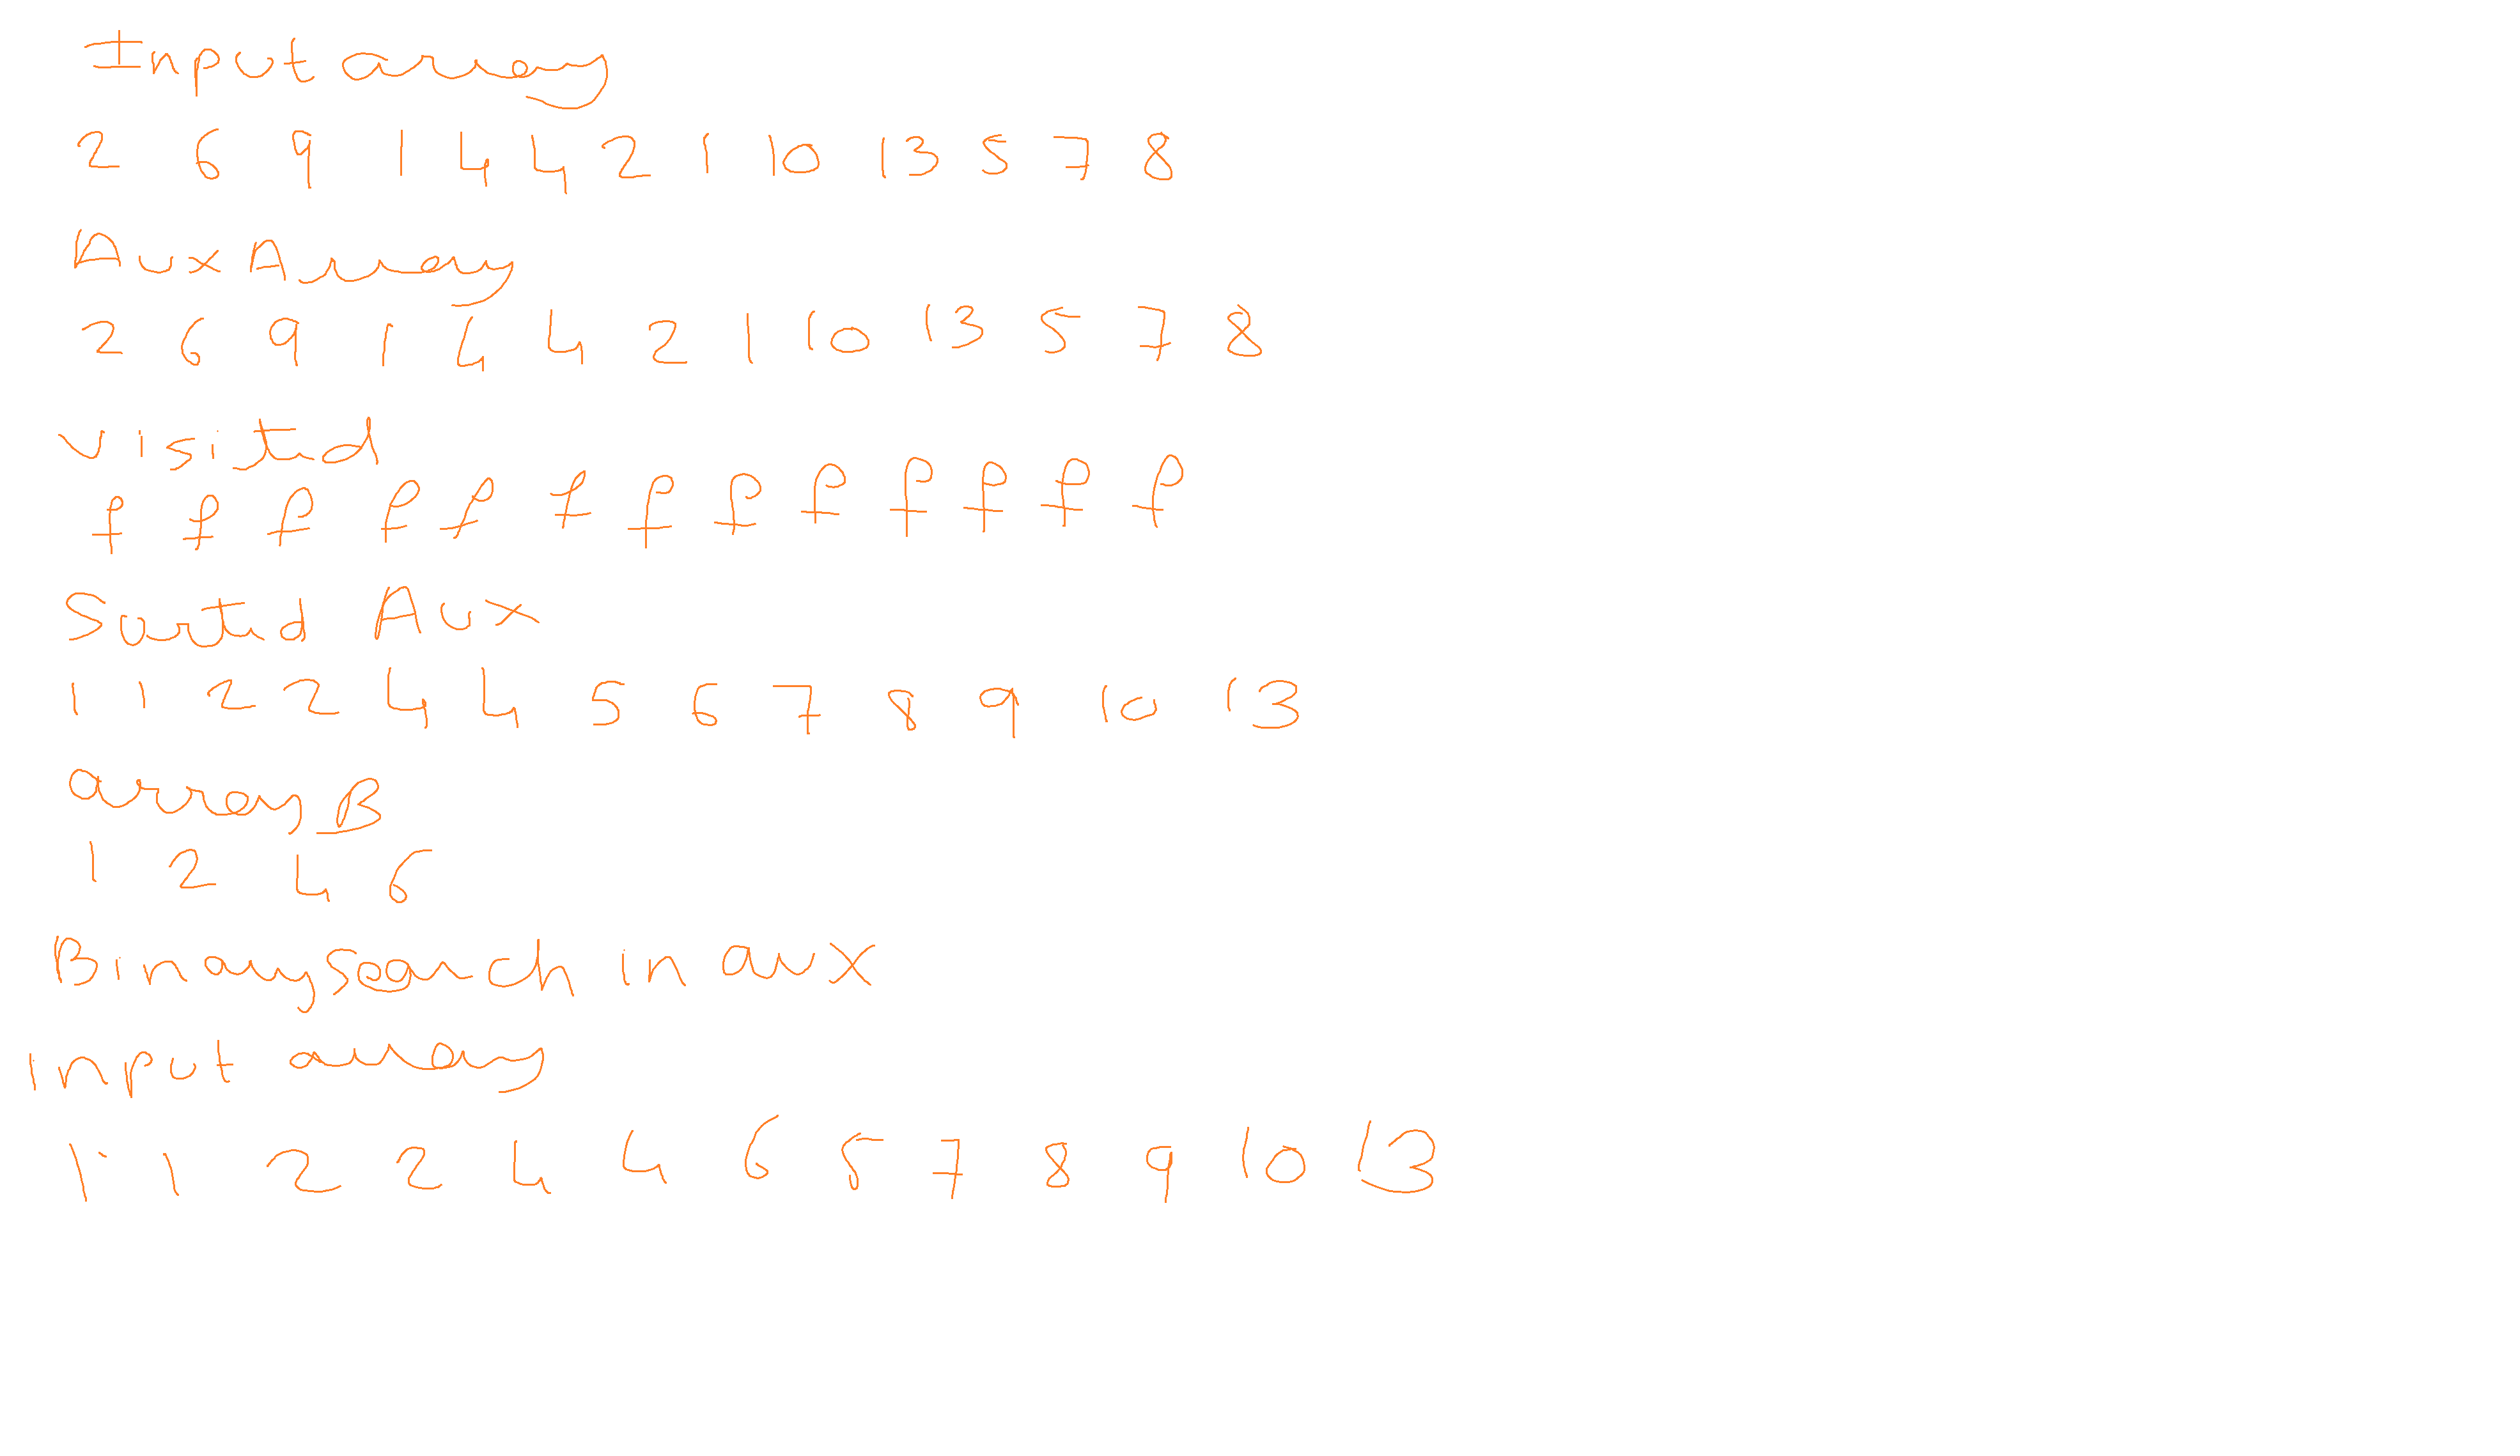 Input array
2 6 9 1 4 4 2 1 10 13 5 7 8
Aux Array
2 6 9 1 4 4 2 1 10 13 5 7 8
Visited
f f f f f f f f f f f f f
Sorted Aux
1 1 2 2 4 4 5 6 7 8 9 10 13
array B
1 2 4 6
Binary search in aux
input array
1 1 2 2 4 4 6 5 7 8 9 10 13